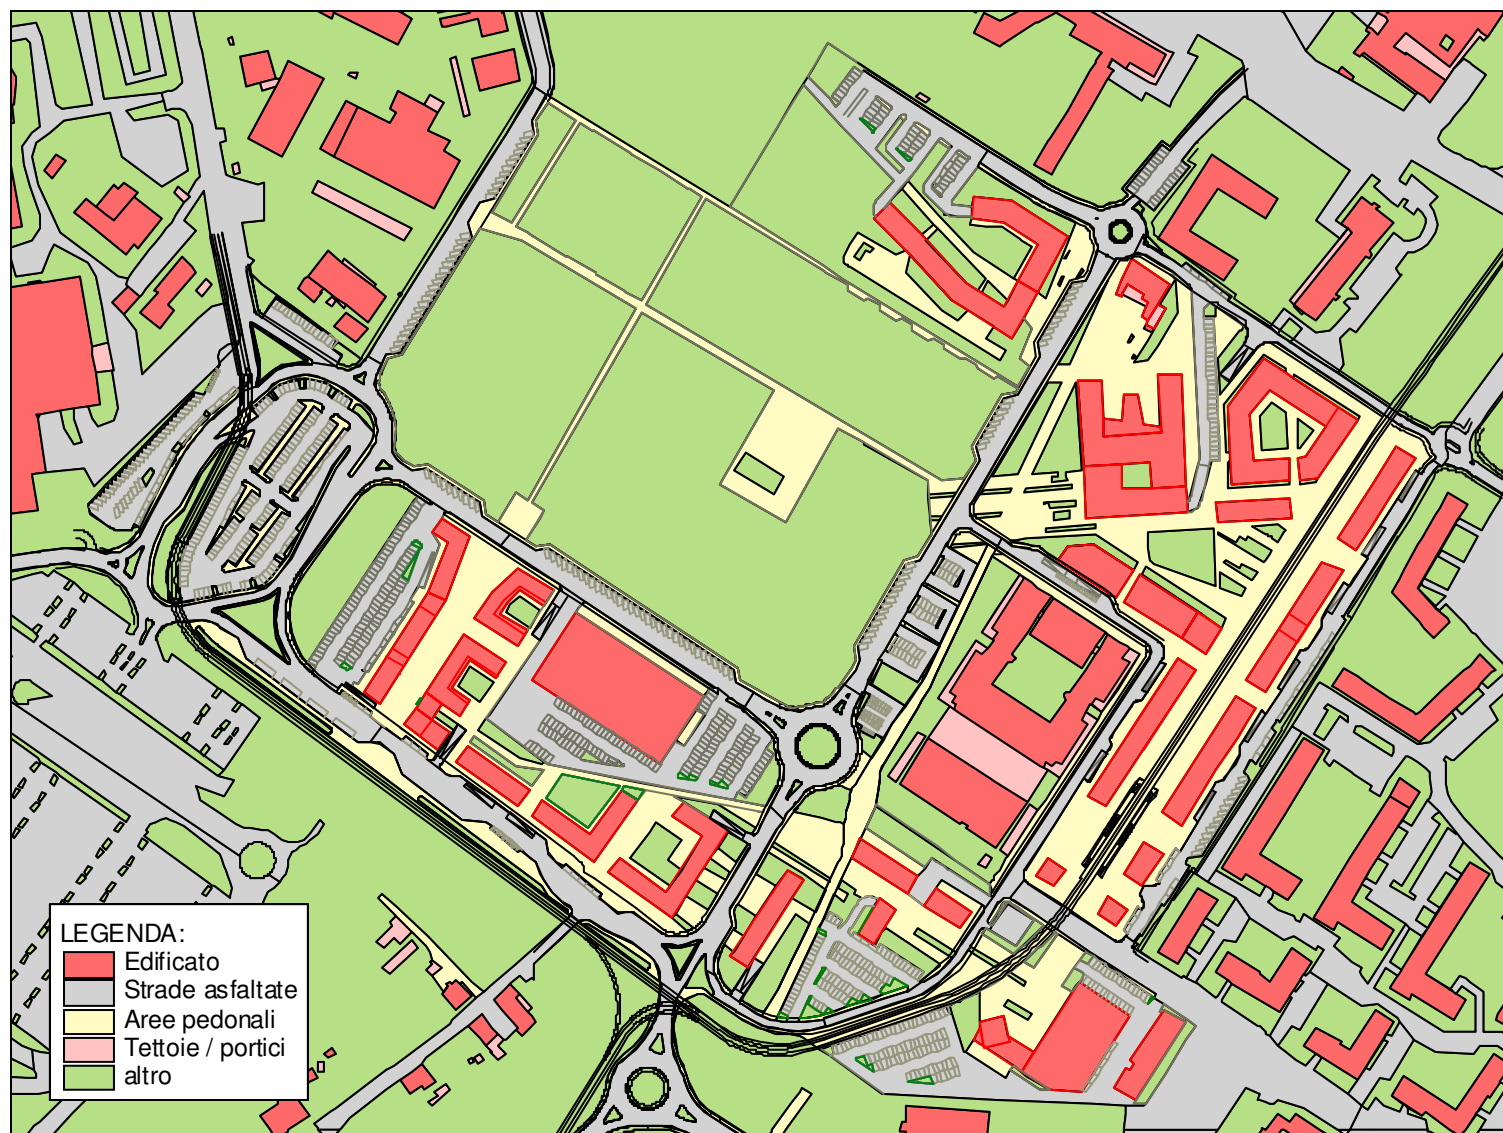 LEGENDA:
Edificato
Strade asfaltate
Aree pedonali
Tettoie / portici
altro